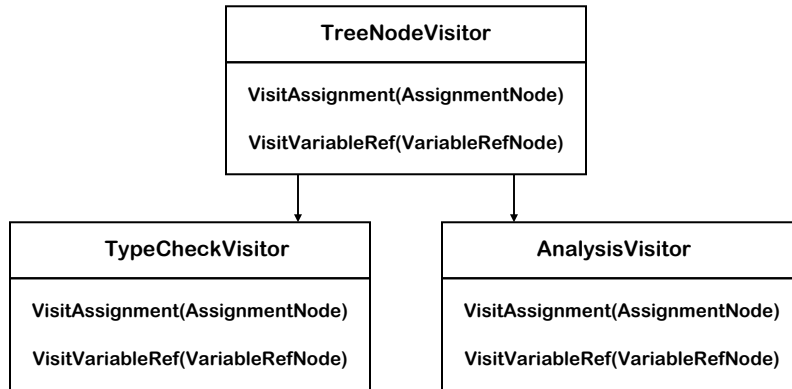 TreeNodeVisitor
VisitAssignment(AssignmentNode)
VisitVariableRef(VariableRefNode)
TypeCheckVisitor
VisitAssignment(AssignmentNode)
VisitVariableRef(VariableRefNode)
AnalysisVisitor
VisitAssignment(AssignmentNode)
VisitVariableRef(VariableRefNode)